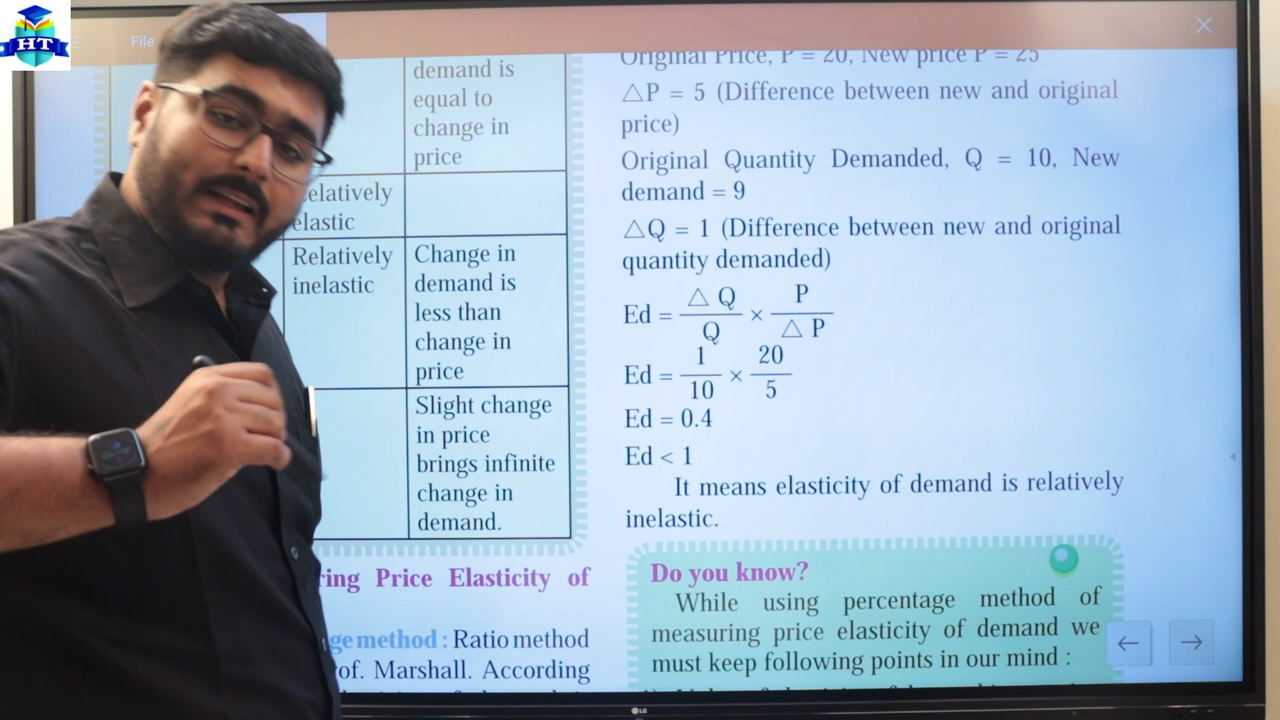 HT
File
demand is
equal to
change in
price
elatively
elastic
Relatively
inelastic
Change in
demand is
less than
change in
price
Slight change
in price
brings infinite
change in
demand.
ring Price Elasticity of
ge method : Ratio method
of. Marshall. According
Original Price, P = 20, New price P = 25
△P = 5 (Difference between new and original
price)
Original Quantity Demanded, Q = 10, New
demand = 9
△Q = 1 (Difference between new and original
quantity demanded)
Ed = △ Q / Q × P / △ P
Ed = 1 / 10 × 20 / 5
Ed = 0.4
Ed < 1
It means elasticity of demand is relatively
inelastic.
Do you know?
While using percentage method of
measuring price elasticity of demand we
must keep following points in our mind :
LG